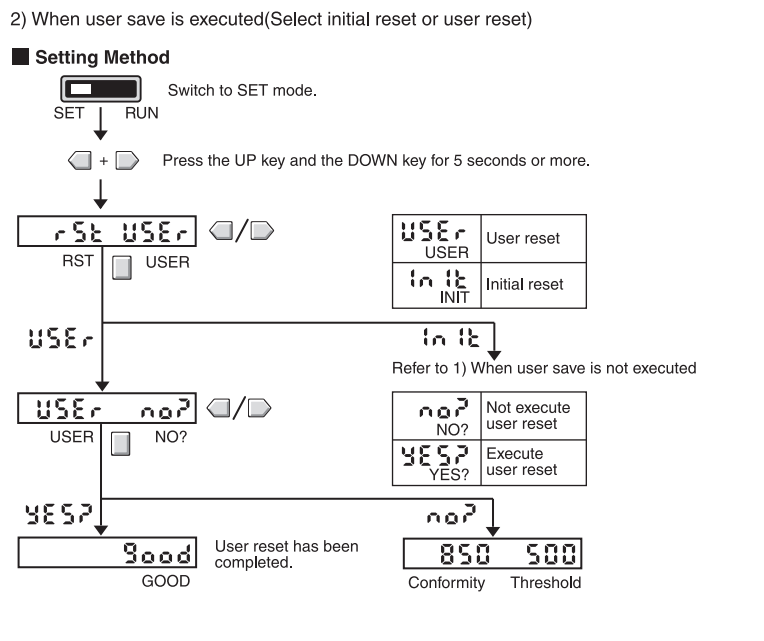 2) When user save is executed(Select initial reset or user reset)
■ Setting Method
Switch to SET mode.
SET RUN
+ Press the UP key and the DOWN key for 5 seconds or more.
rSt USEr /
RST USER
USEr User reset
USER
InIt Initial reset
INIT
USEr InIt
Refer to 1) When user save is not executed
USEr no? /
USER NO?
no? Not execute
NO? user reset
YES? Execute
YES? user reset
YES? no?
good User reset has been
completed.
GOOD
850 500
Conformity Threshold